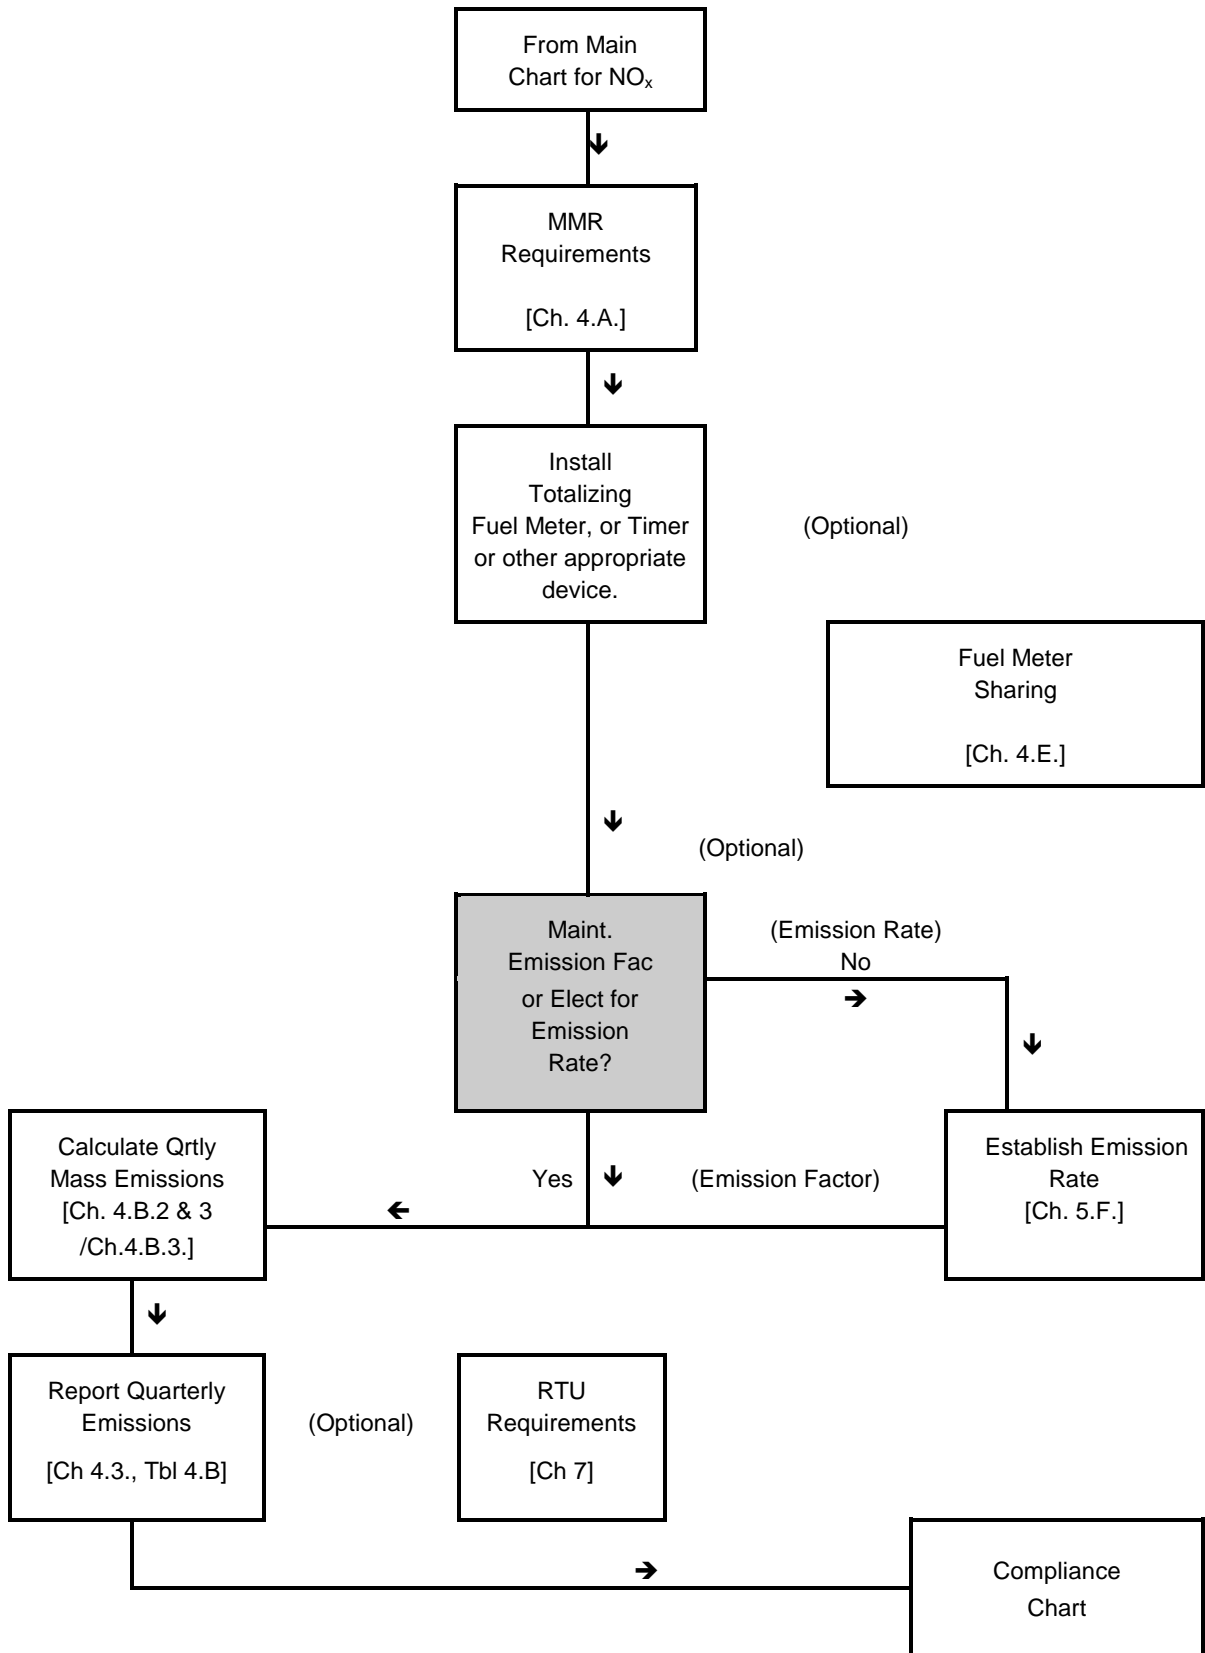 From Main
Chart for NOx
MMR
Requirements
[Ch. 4.A.]
Install
Totalizing
Fuel Meter, or Timer
or other appropriate
device.
(Optional)
Fuel Meter
Sharing
[Ch. 4.E.]
(Optional)
Maint.
Emission Fac
or Elect for
Emission
Rate?
(Emission Rate)
No
Calculate Qrtly
Mass Emissions
[Ch. 4.B.2 & 3
/Ch.4.B.3.]
Yes
(Emission Factor)
Establish Emission
Rate
[Ch. 5.F.]
Report Quarterly
Emissions
[Ch 4.3., Tbl 4.B]
(Optional)
RTU
Requirements
[Ch 7]
Compliance
Chart